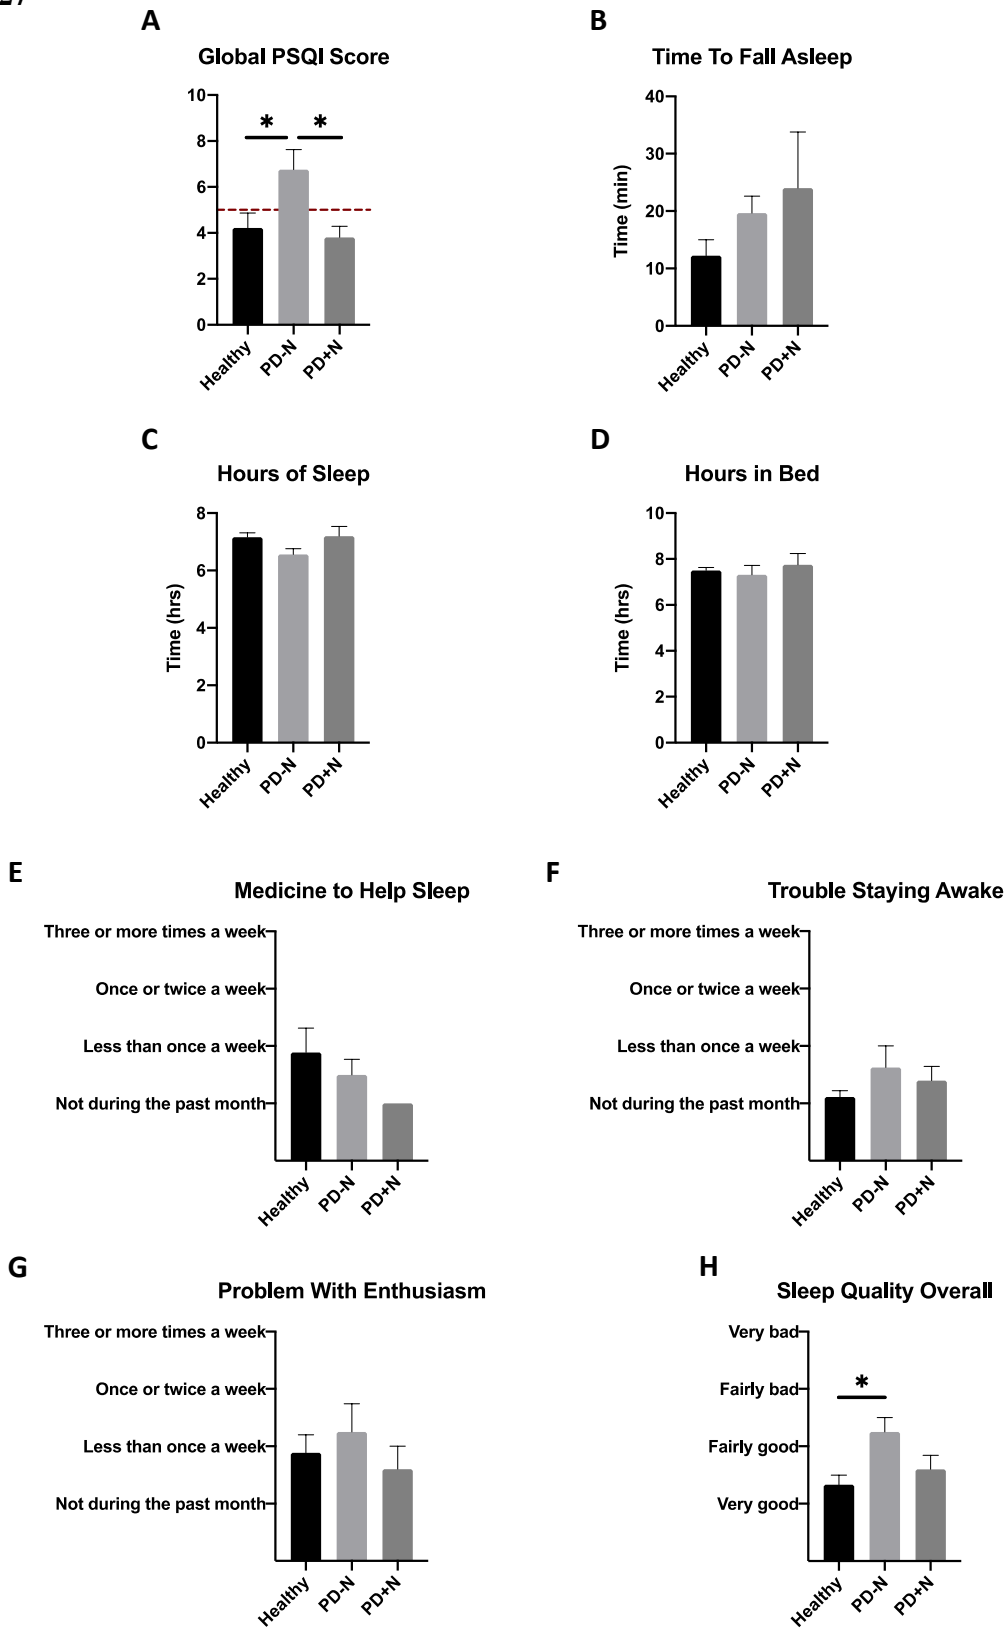 A
B
Global PSQI Score
Time To Fall Asleep
10
8
6
4
2
0
* *
Healthy
PD-N
PD+N
Time (min)
40
30
20
10
0
Healthy
PD-N
PD+N
C
D
Hours of Sleep
Hours in Bed
Time (hrs)
8
6
4
2
0
Healthy
PD-N
PD+N
Time (hrs)
10
8
6
4
2
0
Healthy
PD-N
PD+N
E
F
Medicine to Help Sleep
Trouble Staying Awake
Three or more times a week
Once or twice a week
Less than once a week
Not during the past month
Healthy
PD-N
PD+N
Three or more times a week
Once or twice a week
Less than once a week
Not during the past month
Healthy
PD-N
PD+N
G
H
Problem With Enthusiasm
Sleep Quality Overall
Three or more times a week
Once or twice a week
Less than once a week
Not during the past month
Healthy
PD-N
PD+N
Very bad
Fairly bad
Fairly good
Very good
*
Healthy
PD-N
PD+N